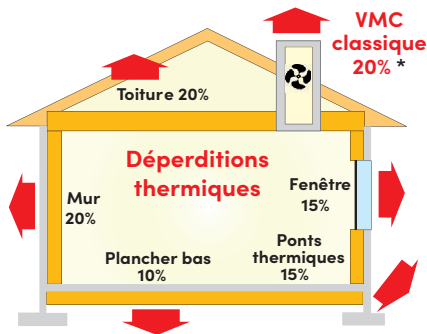 VMC
classique
20% *
Toiture 20%
Déperditions
thermiques
Mur
20%
Fenêtre
15%
Plancher bas
10%
Ponts
thermiques
15%